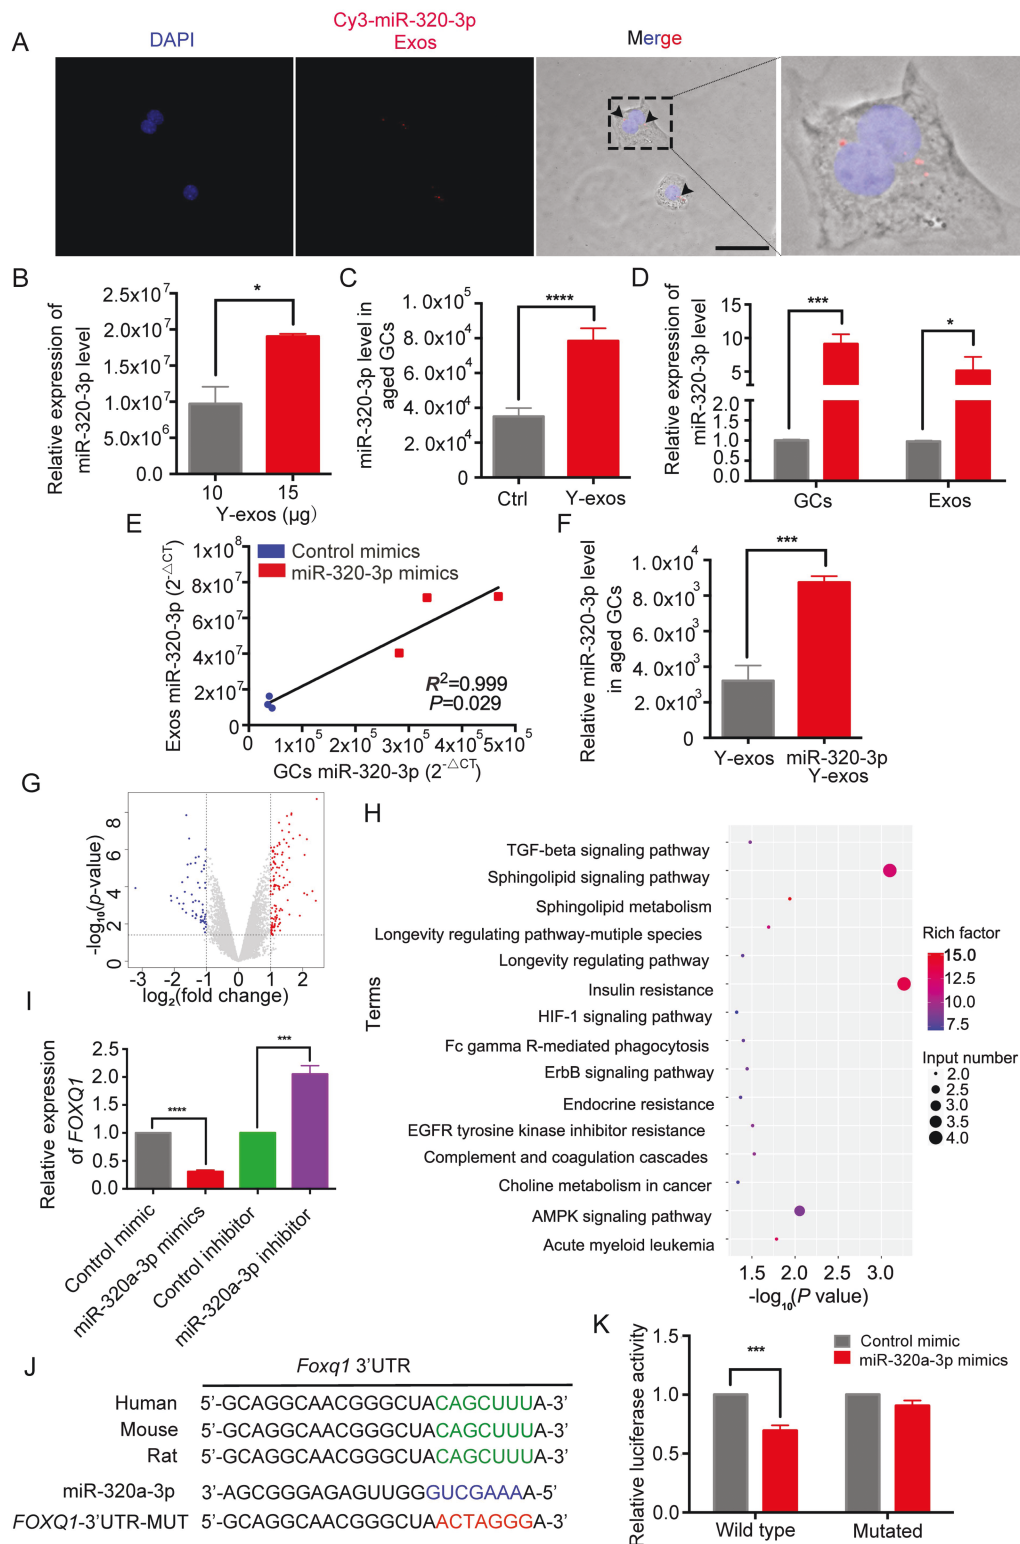 A
DAPI
Cy3-miR-320-3p
Exos
Merge
B
Relative expression of
miR-320-3p level
2.5x10⁷
2.0x10⁷
1.5x10⁷
1.0x10⁷
5.0x10⁶
0.0
*
10
15
Y-exos (μg)
C
miR-320-3p level in
aged GCs
1.0x10⁵
8.0x10⁴
6.0x10⁴
4.0x10⁴
2.0x10⁴
0
****
Ctrl
Y-exos
D
Relative expression of
miR-320-3p level
15
10
5
2.0
1.5
1.0
0.5
0.0
***
*
GCs
Exos
E
Exos miR-320-3p (2⁻△CT)
1x10⁸
8x10⁷
6x10⁷
4x10⁷
2x10⁷
0
Control mimics
miR-320-3p mimics
R²=0.999
P=0.029
0
1x10⁵
2x10⁵
3x10⁵
4x10⁵
5x10⁵
GCs miR-320-3p (2⁻△CT)
F
Relative miR-320-3p level
in aged GCs
1.0x10⁴
8.0x10³
6.0x10³
4.0x10³
2.0x10³
0
***
Y-exos
miR-320-3p
Y-exos
G
-log₁₀(p-value)
8
6
4
2
0
-3
-2
-1
0
1
2
log₂(fold change)
H
Terms
TGF-beta signaling pathway
Sphingolipid signaling pathway
Sphingolipid metabolism
Longevity regulating pathway-mutiple species
Longevity regulating pathway
Insulin resistance
HIF-1 signaling pathway
Fc gamma R-mediated phagocytosis
ErbB signaling pathway
Endocrine resistance
EGFR tyrosine kinase inhibitor resistance
Complement and coagulation cascades
Choline metabolism in cancer
AMPK signaling pathway
Acute myeloid leukemia
1.5
2.0
2.5
3.0
-log₁₀(P value)
Rich factor
15.0
12.5
10.0
7.5
Input number
2.0
2.5
3.0
3.5
4.0
I
Relative expression
of FOXQ1
2.5
2.0
1.5
1.0
0.5
0.0
****
***
Control mimic
miR-320a-3p mimics
Control inhibitor
miR-320a-3p inhibitor
J
Foxq1 3'UTR
Human 5'-GCAGGCAACGGGCUACAGCUUUA-3'
Mouse 5'-GCAGGCAACGGGCUACAGCUUUA-3'
Rat 5'-GCAGGCAACGGGCUACAGCUUUA-3'
miR-320a-3p 3'-AGCGGGAGAGUUGGGUCGAAAA-5'
FOXQ1-3'UTR-MUT 5'-GCAGGCAACGGGCUAACTAGGGA-3'
K
Relative luciferase activity
1.5
1.0
0.5
0.0
Control mimic
miR-320a-3p mimics
***
Wild type
Mutated